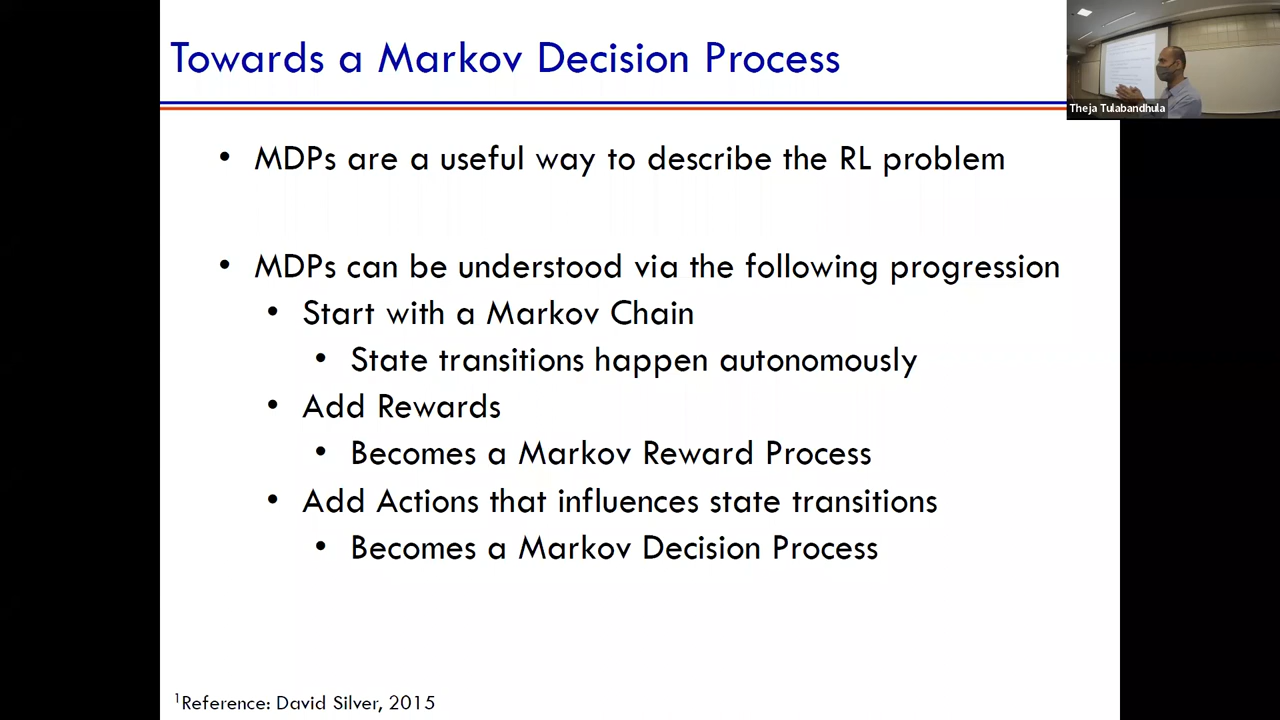 Towards a Markov Decision Process
Theja Tulabandhula
• MDPs are a useful way to describe the RL problem
• MDPs can be understood via the following progression
• Start with a Markov Chain
• State transitions happen autonomously
• Add Rewards
• Becomes a Markov Reward Process
• Add Actions that influences state transitions
• Becomes a Markov Decision Process
¹Reference: David Silver, 2015